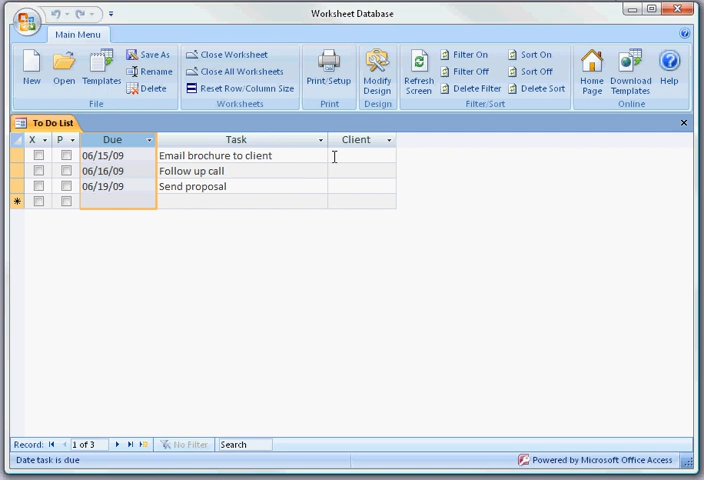 Worksheet Database
Main Menu
New
Open
Templates
Save As
Rename
Delete
File
Close Worksheet
Close All Worksheets
Reset Row/Column Size
Worksheets
Print/Setup
Print
Modify Design
Design
Refresh Screen
Filter On
Filter Off
Delete Filter
Sort On
Sort Off
Delete Sort
Filter/Sort
Home Page
Download Templates
Help
Online
To Do List
X P Due Task Client
06/15/09 Email brochure to client
06/16/09 Follow up call
06/19/09 Send proposal
Record: 1 of 3 No Filter Search
Date task is due Powered by Microsoft Office Access